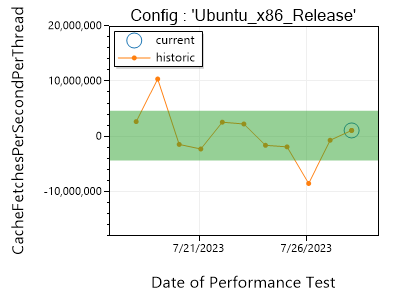 Config : 'Ubuntu_x86_Release'
CacheFetchesPerSecondPerThread
20,000,000
10,000,000
0
-10,000,000
current
historic
7/21/2023
7/26/2023
Date of Performance Test